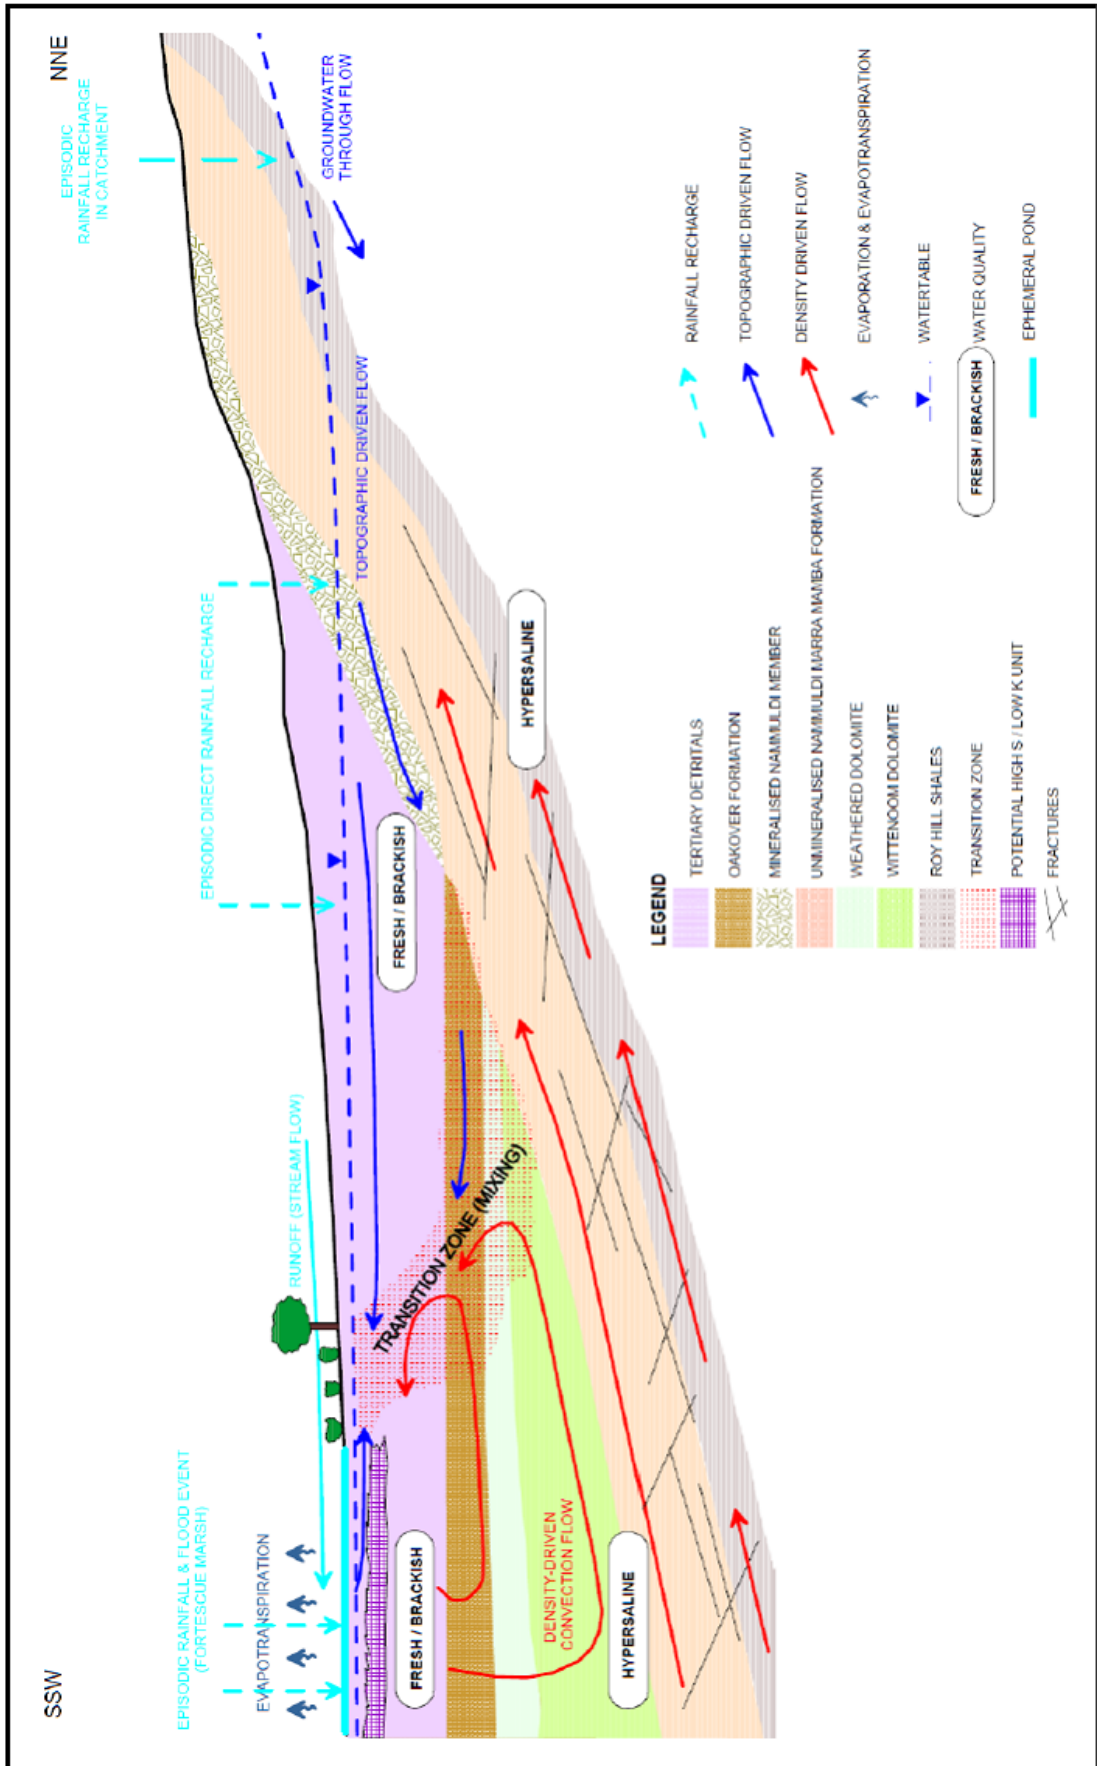 SSW
NNE
EPISODIC RAINFALL & FLOOD EVENT
(FORTESCUE MARSH)
EVAPOTRANSPIRATION
RUNOFF (STREAM FLOW)
EPISODIC DIRECT RAINFALL RECHARGE
EPISODIC
RAINFALL RECHARGE
IN CATCHMENT
GROUNDWATER
THROUGH FLOW
TOPOGRAPHIC DRIVEN FLOW
FRESH / BRACKISH
FRESH / BRACKISH
TRANSITION ZONE (MIXING)
DENSITY-DRIVEN
CONVECTION FLOW
HYPERSALINE
HYPERSALINE
LEGEND
TERTIARY DETRITALS
OAKOVER FORMATION
MINERALISED NAMMULDI MEMBER
UNMINERALISED NAMMULDI MARRA MAMBA FORMATION
WEATHERED DOLOMITE
WITTENOOM DOLOMITE
ROY HILL SHALES
TRANSITION ZONE
POTENTIAL HIGH S / LOW K UNIT
FRACTURES
RAINFALL RECHARGE
TOPOGRAPHIC DRIVEN FLOW
DENSITY DRIVEN FLOW
EVAPORATION & EVAPOTRANSPIRATION
WATERTABLE
FRESH / BRACKISH WATER QUALITY
EPHEMERAL POND